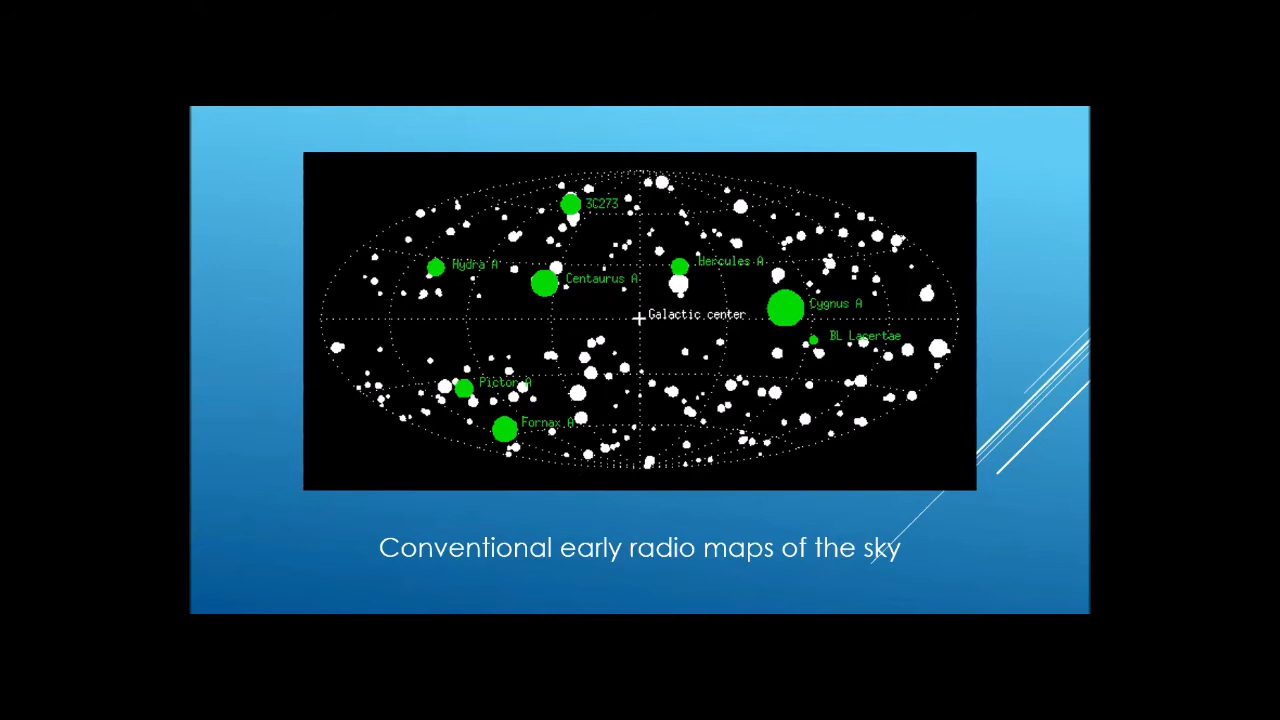 3C273
Hydra A
Centaurus A
Hercules A
Cygnus A
Galactic center
BL Lacertae
Pictor A
Fornax A
Conventional early radio maps of the sky